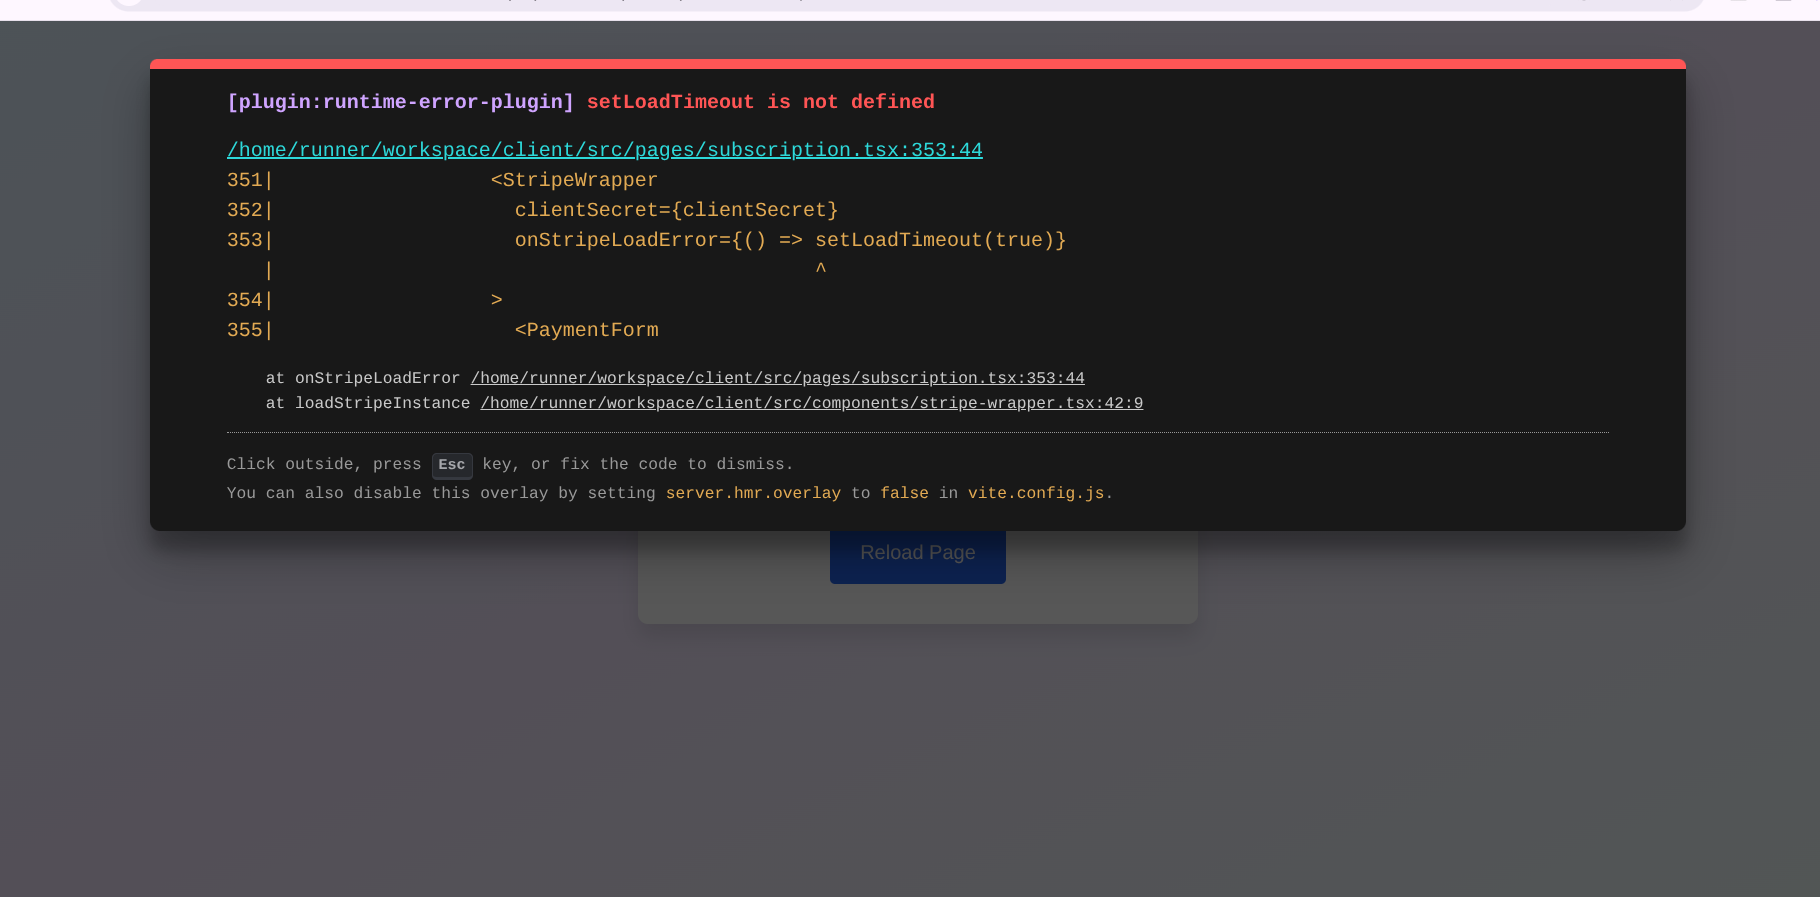 [plugin:runtime-error-plugin] setLoadTimeout is not defined
/home/runner/workspace/client/src/pages/subscription.tsx:353:44
351|                  <StripeWrapper
352|                    clientSecret={clientSecret}
353|                    onStripeLoadError={() => setLoadTimeout(true)}
   |                                             ^
354|                  >
355|                    <PaymentForm
at onStripeLoadError /home/runner/workspace/client/src/pages/subscription.tsx:353:44
at loadStripeInstance /home/runner/workspace/client/src/components/stripe-wrapper.tsx:42:9
Click outside, press Esc key, or fix the code to dismiss.
You can also disable this overlay by setting server.hmr.overlay to false in vite.config.js.
Reload Page